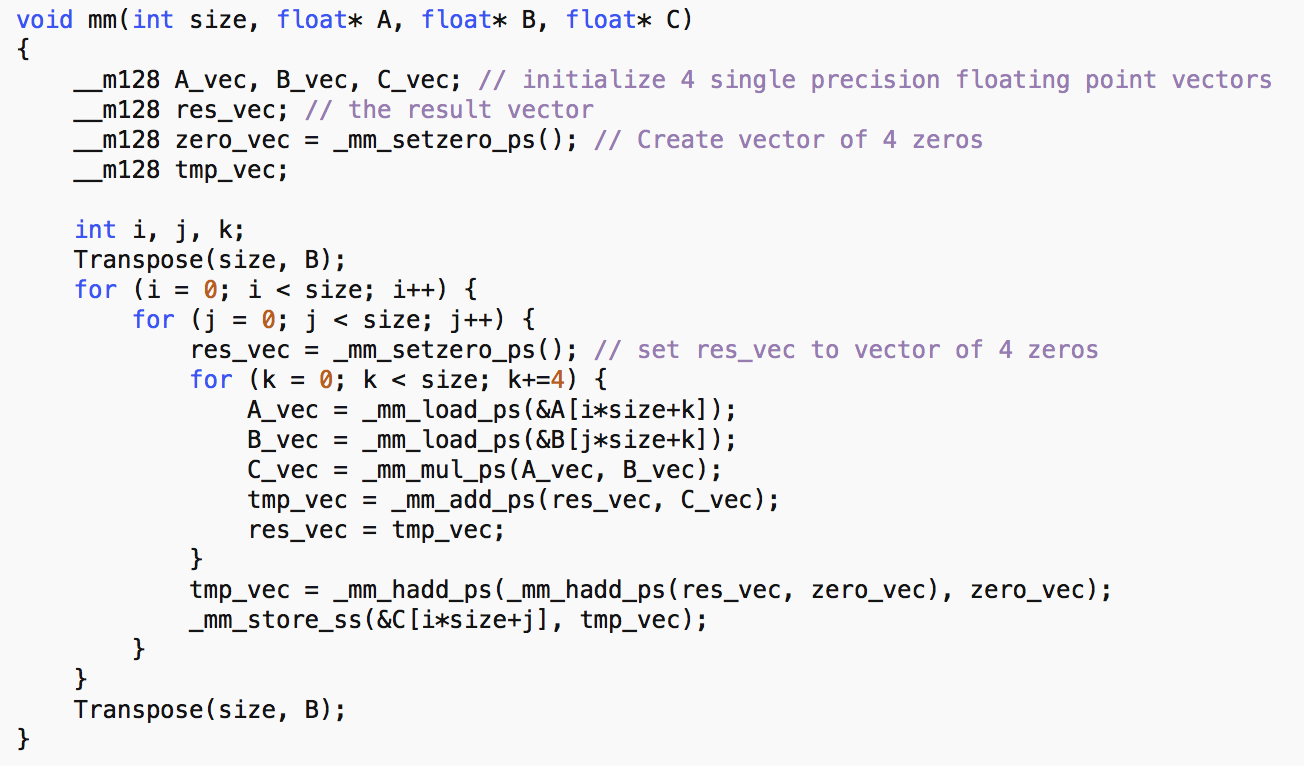 void mm(int size, float* A, float* B, float* C)
{
    __m128 A_vec, B_vec, C_vec; // initialize 4 single precision floating point vectors
    __m128 res_vec; // the result vector
    __m128 zero_vec = _mm_setzero_ps(); // Create vector of 4 zeros
    __m128 tmp_vec;

    int i, j, k;
    Transpose(size, B);
    for (i = 0; i < size; i++) {
        for (j = 0; j < size; j++) {
            res_vec = _mm_setzero_ps(); // set res_vec to vector of 4 zeros
            for (k = 0; k < size; k+=4) {
                A_vec = _mm_load_ps(&A[i*size+k]);
                B_vec = _mm_load_ps(&B[j*size+k]);
                C_vec = _mm_mul_ps(A_vec, B_vec);
                tmp_vec = _mm_add_ps(res_vec, C_vec);
                res_vec = tmp_vec;
            }
            tmp_vec = _mm_hadd_ps(_mm_hadd_ps(res_vec, zero_vec), zero_vec);
            _mm_store_ss(&C[i*size+j], tmp_vec);
        }
    }
    Transpose(size, B);
}